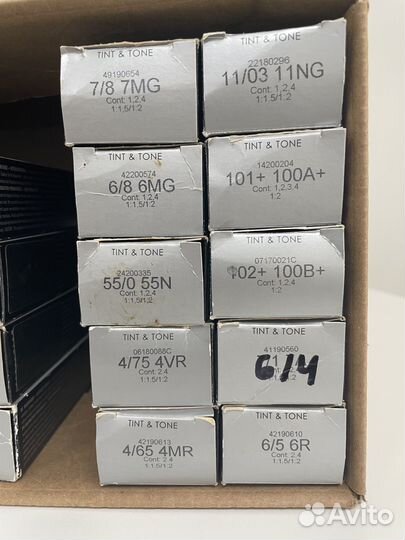 TINT & TONE
49190654
7/8 7MG
Cont: 1,2,4
1:1,5/1:2
TINT & TONE
22180296
11/03 11NG
Cont: 1,2,4
1:1.5/1:2
TINT & TONE
42200574
6/8 6MG
Cont: 1,2,4
1:1.5/1:2
TINT & TONE
14200204
101+ 100A+
Cont: 1,2,3,4
1:2
TINT & TONE
24200335
55/0 55N
Cont: 1,2,4
1:1.5/1:2
TINT & TONE
07170021C
102+ 100B+
Cont: 1,2
1:2
TINT & TONE
06180088C
4/75 4VR
Cont: 2,4
1:1.5/1:2
TINT & TONE
41190560
6/4
1:1.5/1:2
TINT & TONE
42190613
4/65 4MR
Cont: 2,4
1:1.5/1:2
TINT & TONE
42190610
6/5 6R
Cont: 2,4
1:1.5/1:2
Avito